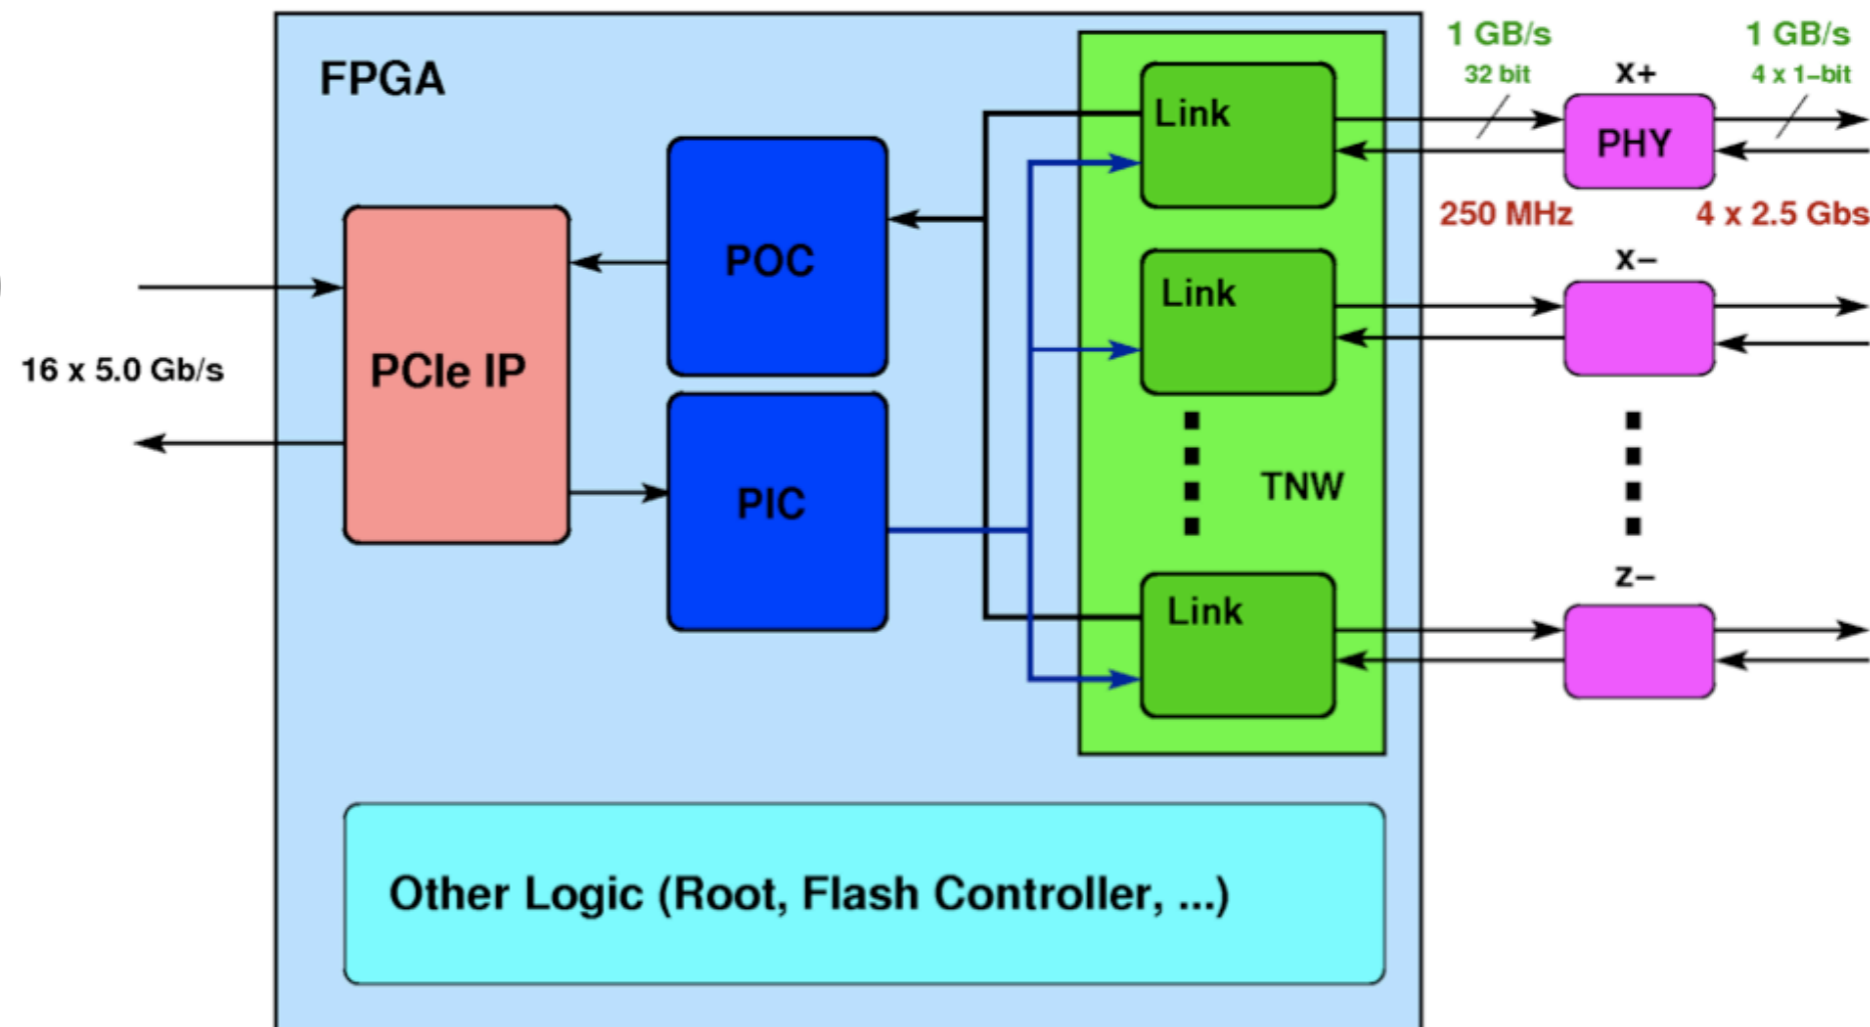 FPGA
1 GB/s
1 GB/s
32 bit
x+
4 x 1-bit
Link
PHY
250 MHz
4 x 2.5 Gbs
POC
x-
Link
16 x 5.0 Gb/s
PCIe IP
PIC
TNW
z-
Link
Other Logic (Root, Flash Controller, ...)